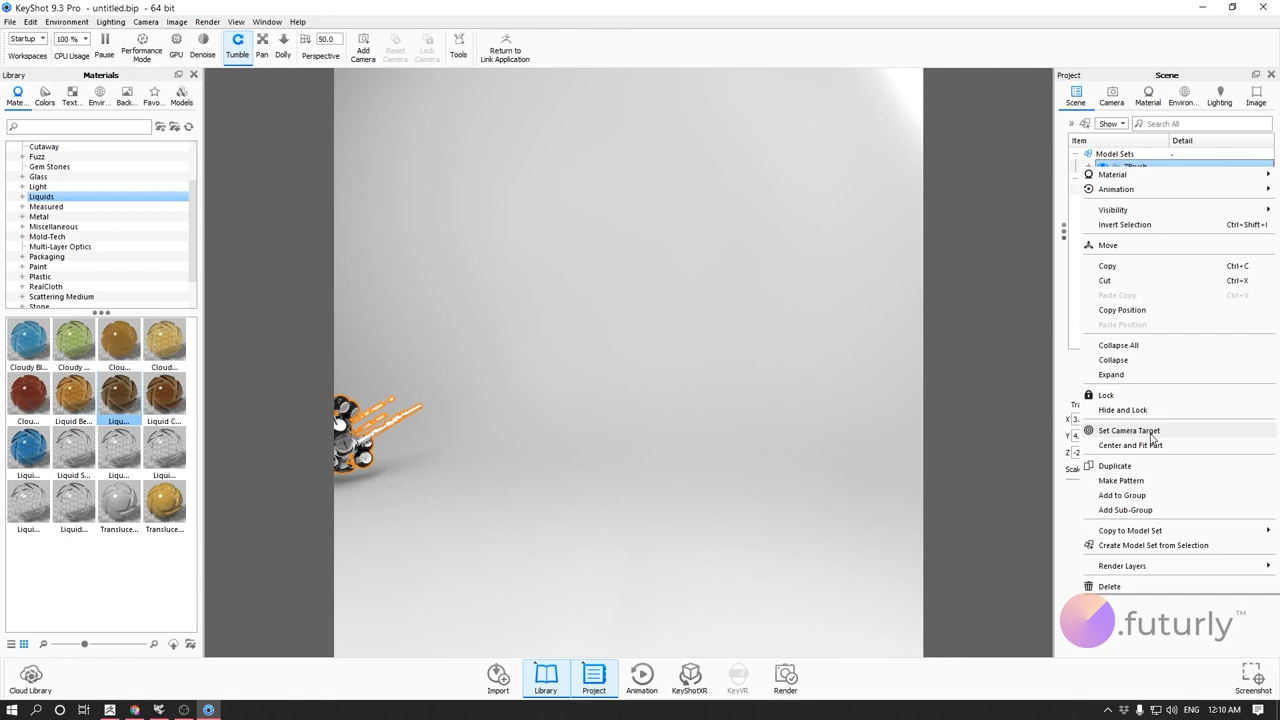 KeyShot 9.3 Pro - untitled.bip - 64 bit
File Edit Environment Lighting Camera Image Render View Window Help
Startup 100 % 50.0
Workspaces CPU Usage Pause Performance Mode GPU Denoise Tumble Pan Dolly Perspective Add Camera Reset Camera Lock Camera Tools Return to Link Application
Library Materials
Mate... Colors Text... Envir... Back... Favo... Models
Cutaway
Fuzz
Gem Stones
Glass
Light
Liquids
Measured
Metal
Miscellaneous
Mold-Tech
Multi-Layer Optics
Packaging
Paint
Plastic
RealCloth
Scattering Medium
Stone
Cloudy Bl... Cloudy ... Clou... Cloud...
Clou... Liquid Be... Liqu... Liquid C...
Liqui... Liquid S... Liqu... Liqui...
Liqui... Liquid... Transluce... Transluce...
Project Scene
Scene Camera Material Environ... Lighting Image
» Show Search All
Item Detail
Model Sets -
ZBrush
Material
Animation
Visibility
Invert Selection Ctrl+Shift+I
Move
Copy Ctrl+C
Cut Ctrl+X
Paste Copy Ctrl+V
Copy Position
Paste Position
Collapse All
Collapse
Expand
Lock
Hide and Lock
Set Camera Target
Center and Fit Part
Duplicate
Make Pattern
Add to Group
Add Sub-Group
Copy to Model Set
Create Model Set from Selection
Render Layers
Delete
Tra
X 3.
Y 4.
Z -2
Scale
.futurly™
Cloud Library Import Library Project Animation KeyShotXR KeyVR Render Screenshot
ENG 12:10 AM